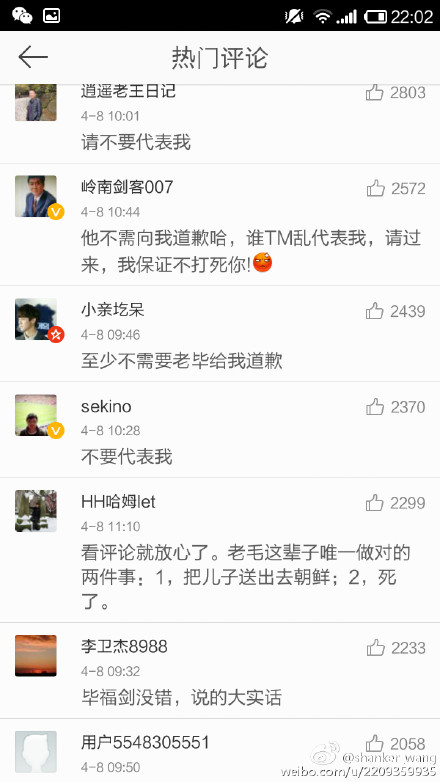 22:02
热门评论
逍遥老王日记
2803
4-8 10:01
请不要代表我
岭南剑客007
2572
4-8 10:44
他不需向我道歉哈，谁TM乱代表我，请过
来，我保证不打死你!
小亲圪呆
2439
4-8 09:46
至少不需要老毕给我道歉
sekino
2370
4-8 10:28
不要代表我
HH哈姆let
2299
4-8 11:10
看评论就放心了。老毛这辈子唯一做对的
两件事：1，把儿子送出去朝鲜；2，死
了。
李卫杰8988
2233
4-8 09:32
毕福剑没错，说的大实话
用户5548305551
2058
4-8 09:50
@shanker_wang
weibo.com/u/2209359935